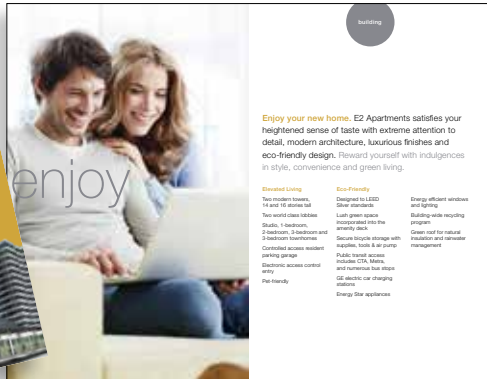 building
enjoy
Enjoy your new home. E2 Apartments satisfies your
heightened sense of taste with extreme attention to
detail, modern architecture, luxurious finishes and
eco-friendly design. Reward yourself with indulgences
in style, convenience and green living.
Elevated Living
Two modern towers,
14 and 16 stories tall
Two world class lobbies
Studio, 1-bedroom,
2-bedroom, 3-bedroom and
3-bedroom townhomes
Controlled access resident
parking garage
Electronic access control
entry
Pet-friendly
Eco-Friendly
Designed to LEED
Silver standards
Lush green space
incorporated into the
amenity deck
Secure bicycle storage with
supplies, tools & air pump
Public transit access
includes CTA, Metra,
and numerous bus stops
GE electric car charging
stations
Energy Star appliances
Energy efficient windows
and lighting
Building-wide recycling
program
Green roof for natural
insulation and rainwater
management